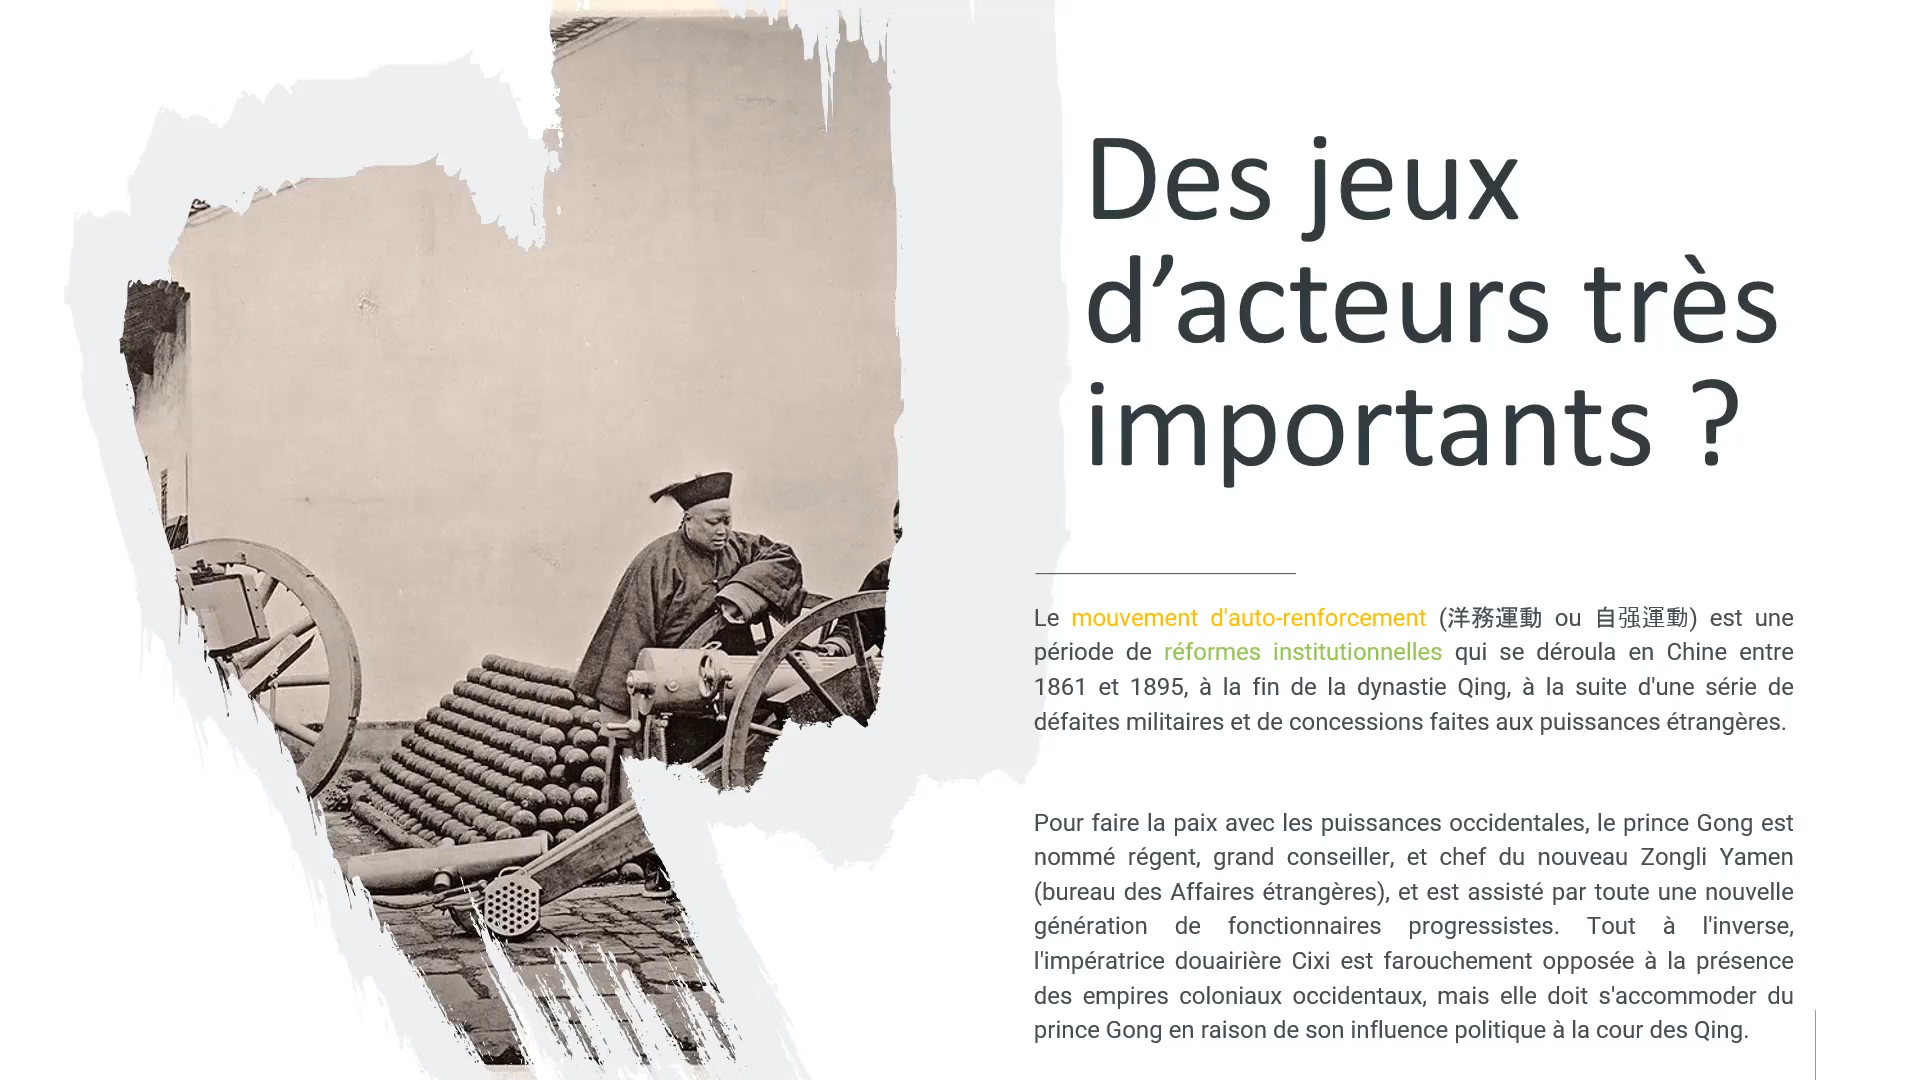 Des jeux
d’acteurs très
importants ?
Le mouvement d'auto-renforcement (洋務運動 ou 自强運動) est une
période de réformes institutionnelles qui se déroula en Chine entre
1861 et 1895, à la fin de la dynastie Qing, à la suite d'une série de
défaites militaires et de concessions faites aux puissances étrangères.
Pour faire la paix avec les puissances occidentales, le prince Gong est
nommé régent, grand conseiller, et chef du nouveau Zongli Yamen
(bureau des Affaires étrangères), et est assisté par toute une nouvelle
génération de fonctionnaires progressistes. Tout à l'inverse,
l'impératrice douairière Cixi est farouchement opposée à la présence
des empires coloniaux occidentaux, mais elle doit s'accommoder du
prince Gong en raison de son influence politique à la cour des Qing.